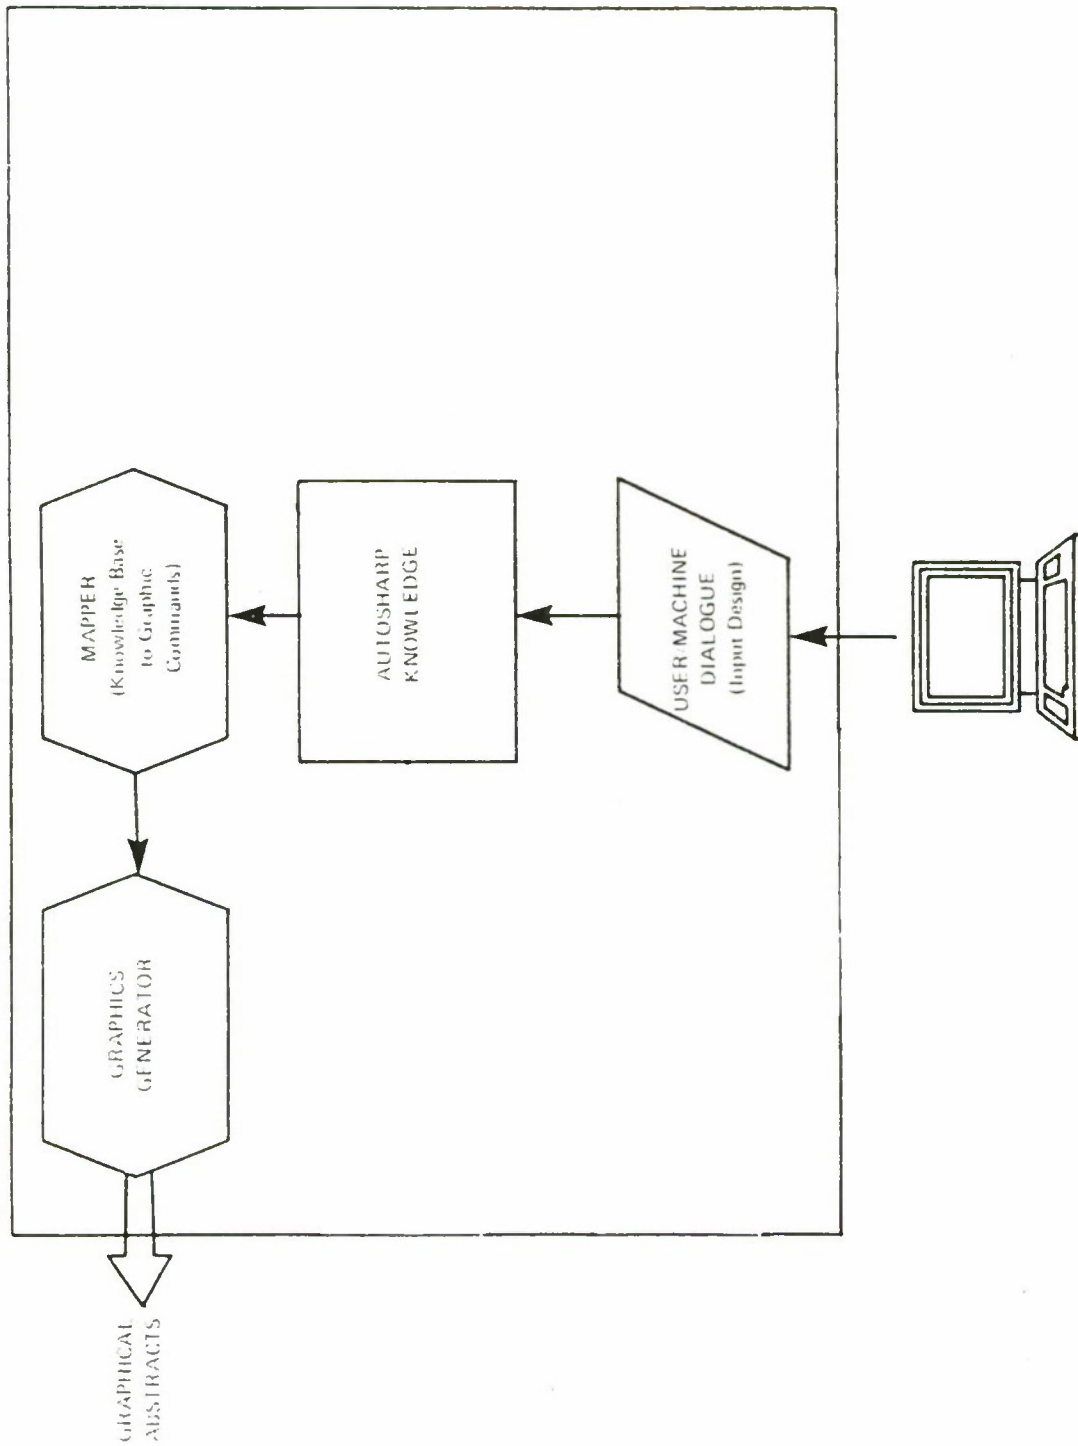 GRAPHICAL
ABSTRACTS
GRAPHICS
GENERATOR
MAPPER
(Knowledge Base
to Graphic
Commands)
AUTOSHARP
KNOWLEDGE
USER/MACHINE
DIALOGUE
(Input Design)